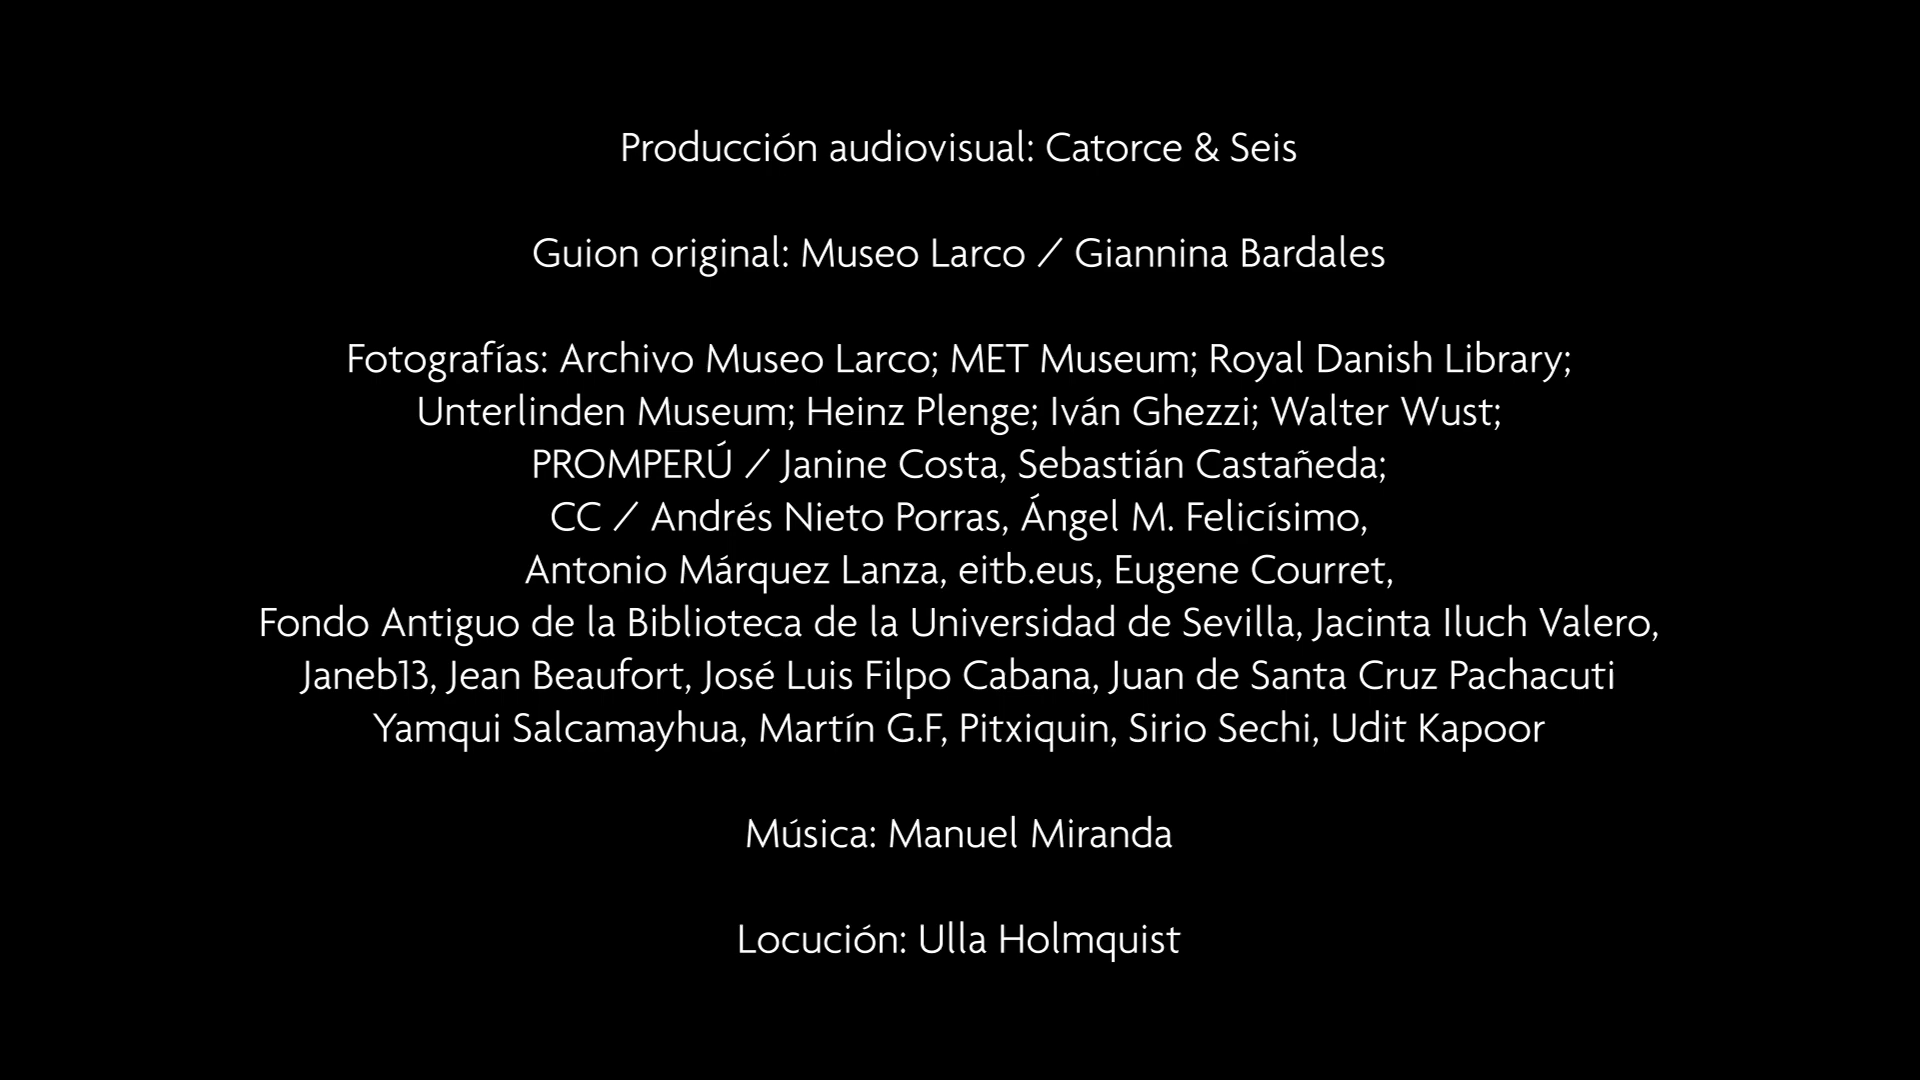 Producción audiovisual: Catorce & Seis
Guion original: Museo Larco / Giannina Bardales
Fotografías: Archivo Museo Larco; MET Museum; Royal Danish Library;
Unterlinden Museum; Heinz Plenge; Iván Ghezzi; Walter Wust;
PROMPERÚ / Janine Costa, Sebastián Castañeda;
CC / Andrés Nieto Porras, Ángel M. Felicísimo,
Antonio Márquez Lanza, eitb.eus, Eugene Courret,
Fondo Antiguo de la Biblioteca de la Universidad de Sevilla, Jacinta Iluch Valero,
Janeb13, Jean Beaufort, José Luis Filpo Cabana, Juan de Santa Cruz Pachacuti
Yamqui Salcamayhua, Martín G.F, Pitxiquin, Sirio Sechi, Udit Kapoor
Música: Manuel Miranda
Locución: Ulla Holmquist